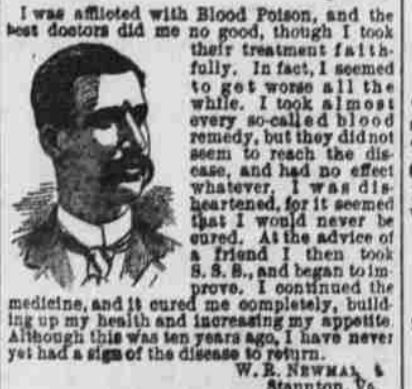 I was afflicted with Blood Poison, and the
best doctors did me no good, though I took
their treatment faith-
fully. In fact, I seemed
to get worse all the
while. I took almost
every so-called blood
remedy, but they did not
seem to reach the dis-
ease, and had no effect
whatever. I was dis-
heartened, for it seemed
that I would never be
cured. At the advice of
a friend I then took
S. S. S., and began to im-
prove. I continued the
medicine, and it cured me completely, build-
ing up my health and increasing my appetite.
Although this was ten years ago, I have never
yet had a sign of the disease to return.
W. R. NEWMAN,
Staunton, Va.